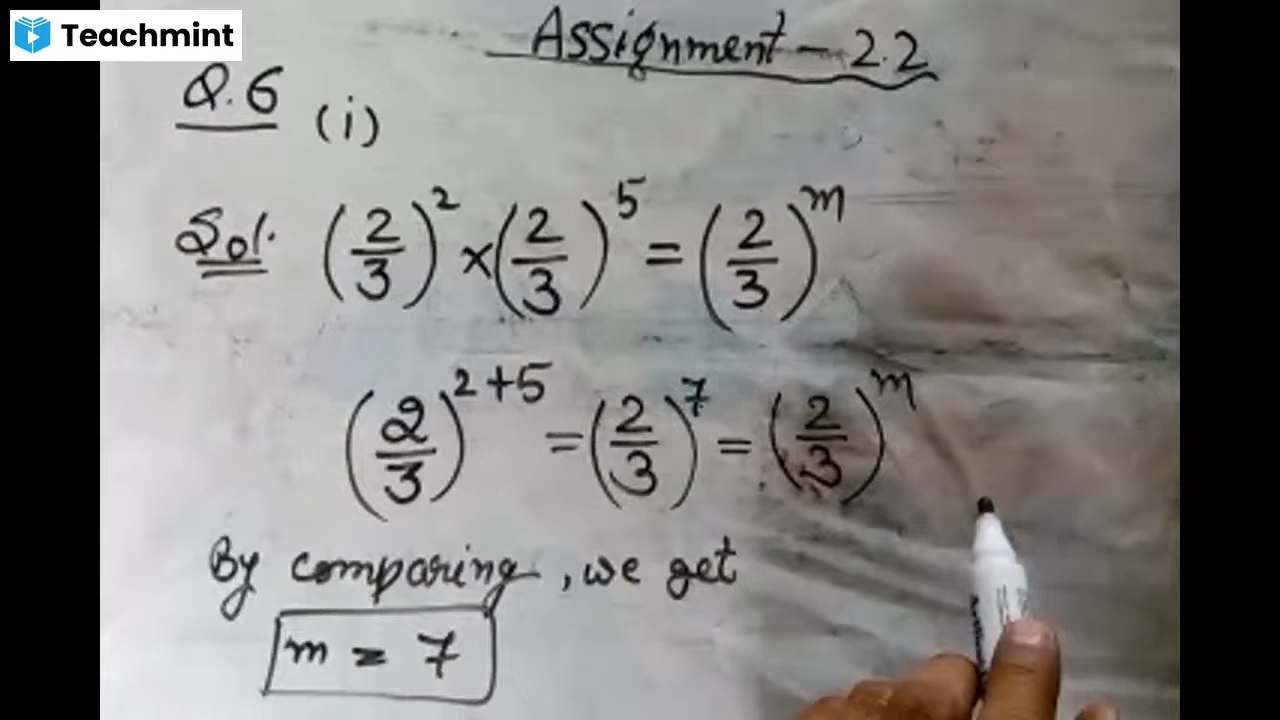 Teachmint
Assignment - 2.2
Q.6 (i)
Sol. (2/3)^2 × (2/3)^5 = (2/3)^m
(2/3)^2+5 = (2/3)^7 = (2/3)^m
By comparing, we get
m = 7